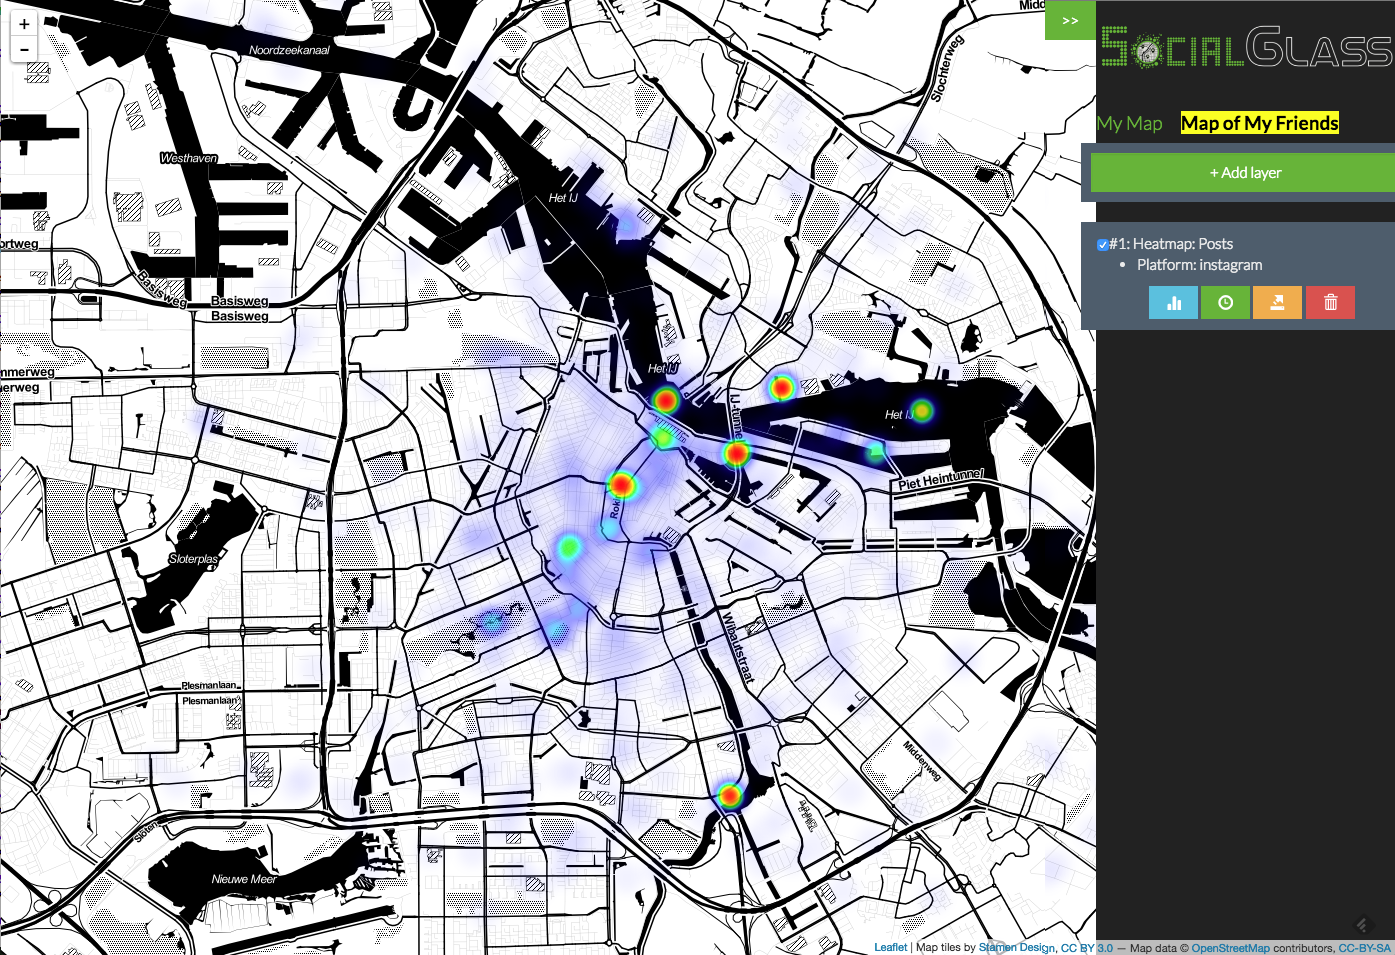 +
-
Noordzeekanaal
Westhaven
Het IJ
Slochterweg
Midd
>>
SocialGlass
My Map
Map of My Friends
+ Add layer
#1: Heatmap: Posts
Platform: instagram
ortweg
Basisweg
Basisweg
Basisweg
mmerweg
erweg
Het IJ
IJ-tunnel
Het IJ
Piet Heintunnel
Rokin
Sloterplas
Wibautstraat
Plesmanlaan
Plesmanlaan
Middenweg
Sloten
Nieuwe Meer
Leaflet | Map tiles by Stamen Design, CC BY 3.0 — Map data © OpenStreetMap contributors, CC-BY-SA